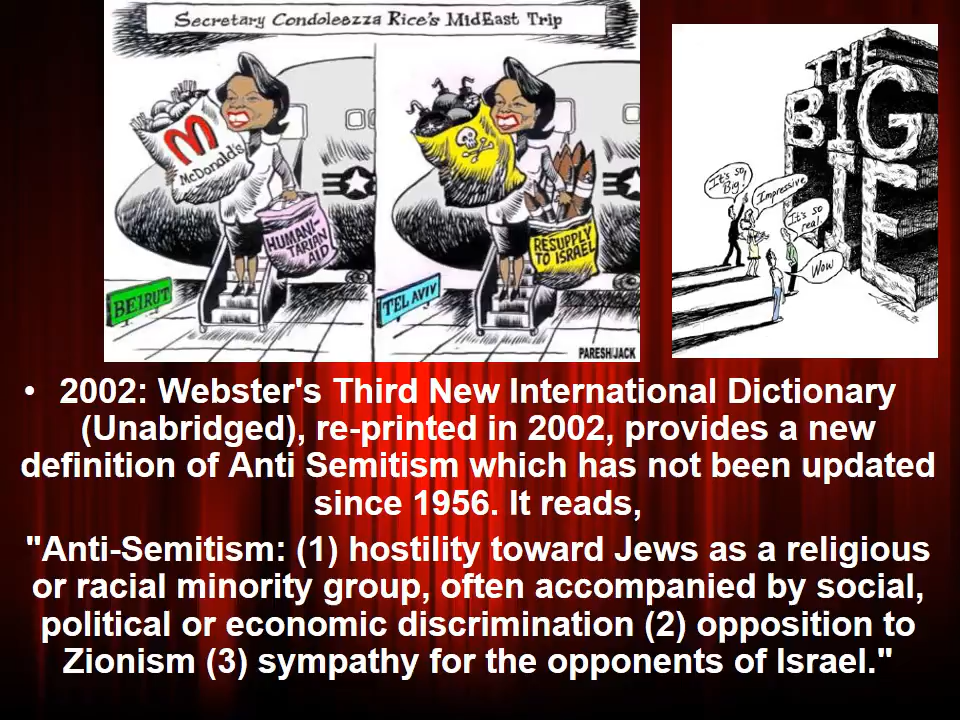 Secretary Condoleezza Rice's MidEast Trip
McDonald's
HUMANI-
TARIAN
AID
BEIRUT
RESUPPLY
TO ISRAEL
TEL AVIV
PARESH/JACK
THE
BIG
LIE
It's so
Big!
Impressive
It's so
real.
Wow
• 2002: Webster's Third New International Dictionary
(Unabridged), re-printed in 2002, provides a new
definition of Anti Semitism which has not been updated
since 1956. It reads,
"Anti-Semitism: (1) hostility toward Jews as a religious
or racial minority group, often accompanied by social,
political or economic discrimination (2) opposition to
Zionism (3) sympathy for the opponents of Israel."